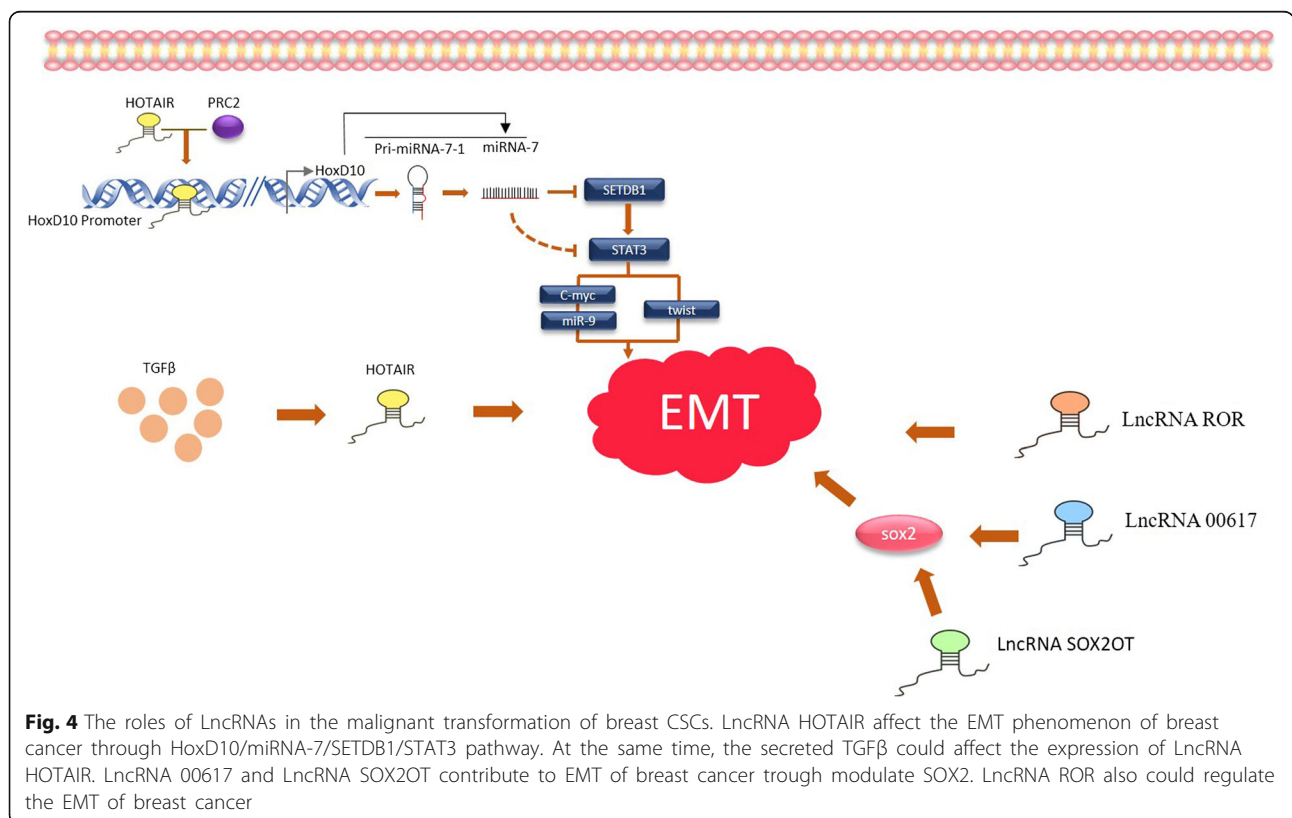 HOTAIR
PRC2
Pri-miRNA-7-1
miRNA-7
HoxD10
SETDB1
HoxD10 Promoter
STAT3
C-myc
twist
miR-9
TGFβ
HOTAIR
EMT
LncRNA ROR
LncRNA 00617
sox2
LncRNA SOX2OT
Fig. 4 The roles of LncRNAs in the malignant transformation of breast CSCs. LncRNA HOTAIR affect the EMT phenomenon of breast
cancer through HoxD10/miRNA-7/SETDB1/STAT3 pathway. At the same time, the secreted TGFβ could affect the expression of LncRNA
HOTAIR. LncRNA 00617 and LncRNA SOX2OT contribute to EMT of breast cancer trough modulate SOX2. LncRNA ROR also could regulate
the EMT of breast cancer